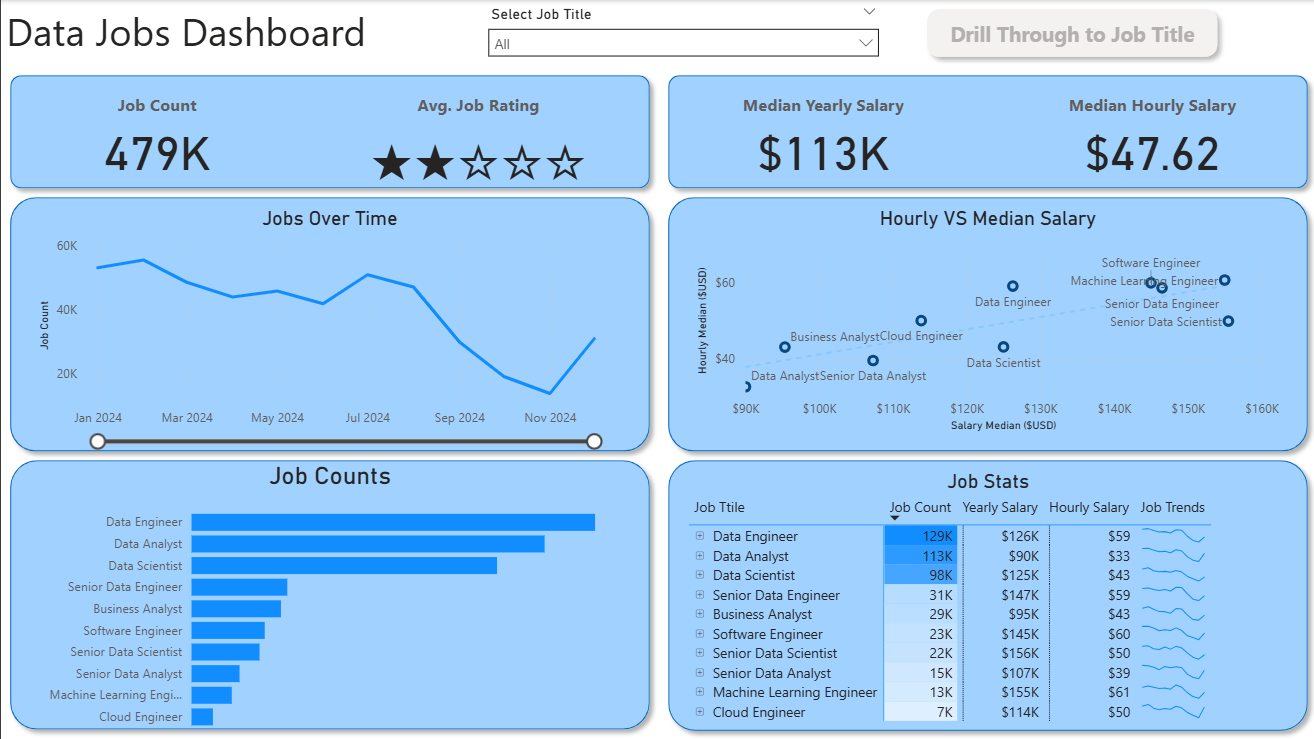 Data Jobs Dashboard
Select Job Title
All
Drill Through to Job Title
Job Count
479K
Avg. Job Rating
Median Yearly Salary
$113K
Median Hourly Salary
$47.62
Jobs Over Time
Job Count
60K
40K
20K
Jan 2024 Mar 2024 May 2024 Jul 2024 Sep 2024 Nov 2024
Hourly VS Median Salary
Hourly Median ($USD)
$60
$40
Software Engineer
Machine Learning Engineer
Data Engineer
Senior Data Engineer
Senior Data Scientist
Business Analyst
Cloud Engineer
Data Scientist
Data Analyst
Senior Data Analyst
$90K $100K $110K $120K $130K $140K $150K $160K
Salary Median ($USD)
Job Counts
Data Engineer
Data Analyst
Data Scientist
Senior Data Engineer
Business Analyst
Software Engineer
Senior Data Scientist
Senior Data Analyst
Machine Learning Engi...
Cloud Engineer
Job Stats
Job Ttile Job Count Yearly Salary Hourly Salary Job Trends
Data Engineer 129K $126K $59
Data Analyst 113K $90K $33
Data Scientist 98K $125K $43
Senior Data Engineer 31K $147K $59
Business Analyst 29K $95K $43
Software Engineer 23K $145K $60
Senior Data Scientist 22K $156K $50
Senior Data Analyst 15K $107K $39
Machine Learning Engineer 13K $155K $61
Cloud Engineer 7K $114K $50